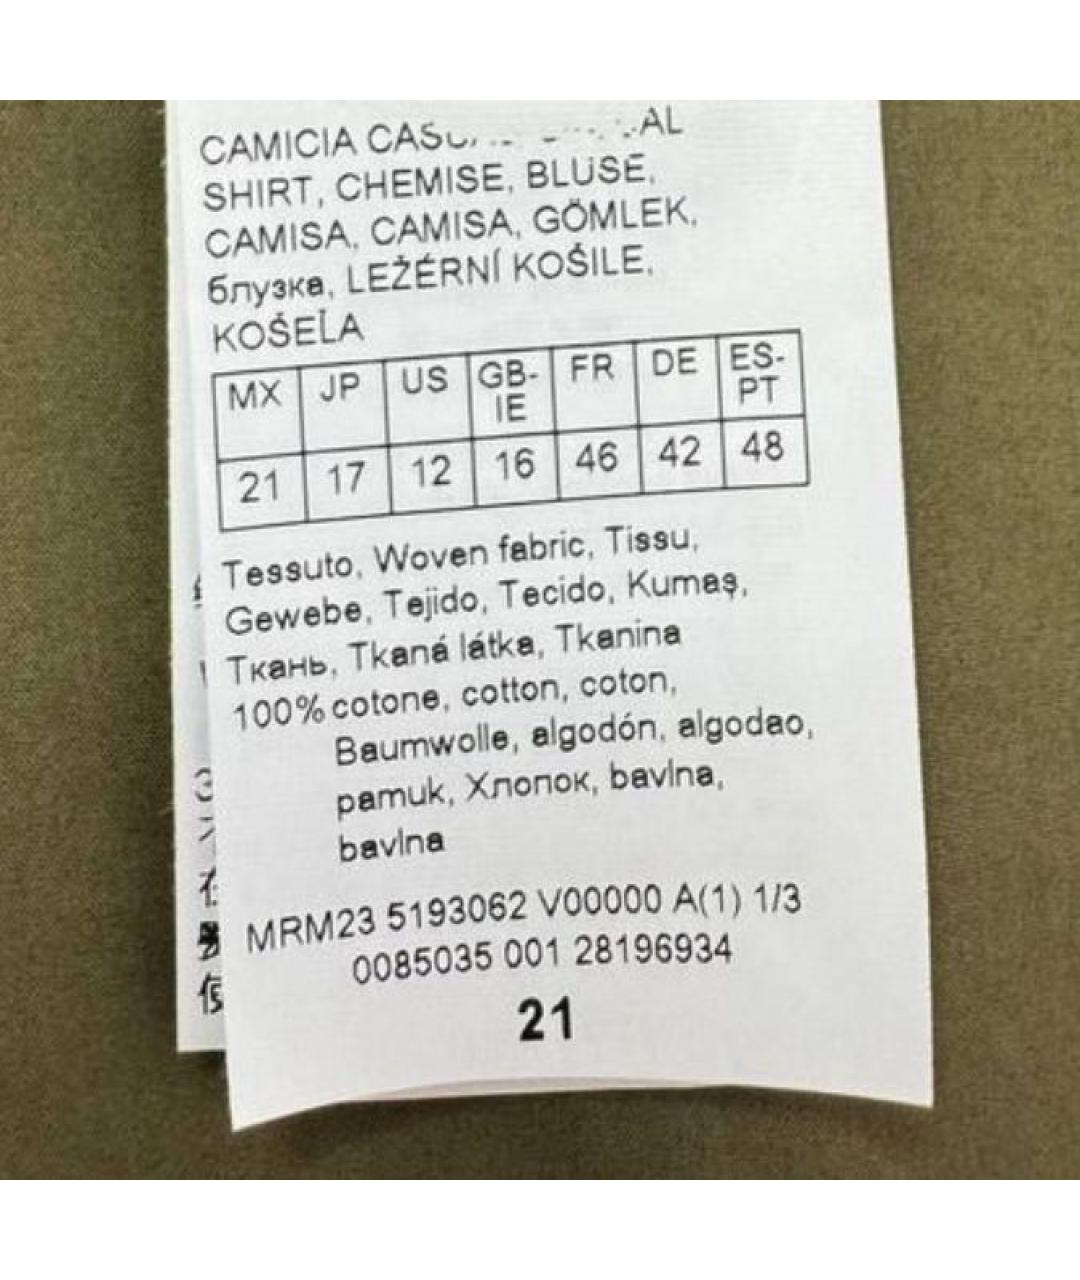 CAMICIA
SHIRT, CHEMISE, BLUSE,
CAMISA, CAMISA, GÖMLEK,
блузка, LEŽÉRNÍ KOŠILE,
KOŠEĽA
MX JP US GB-IE FR DE ES-PT
21 17 12 16 46 42 48
Tessuto, Woven fabric, Tissu,
Gewebe, Tejido, Tecido, Kumaş,
Ткань, Tkaná látka, Tkanina
100% cotone, cotton, coton,
Baumwolle, algodón, algodao,
pamuk, Хлопок, bavlna,
bavlna
MRM23 5193062 V00000 A(1) 1/3
0085035 001 28196934
21
使